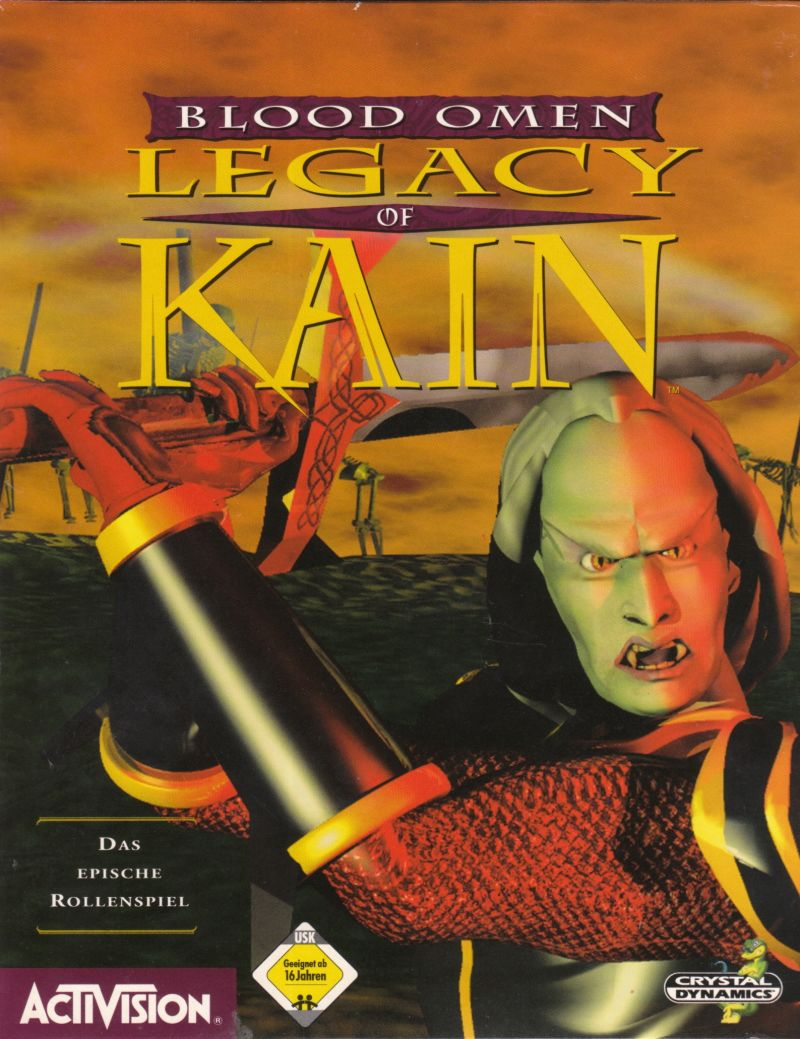 BLOOD OMEN
LEGACY
OF
KAIN
TM
DAS
EPISCHE
ROLLENSPIEL
USK
Geeignet ab
16 Jahren
ACTIVISION®
CRYSTAL
DYNAMICS